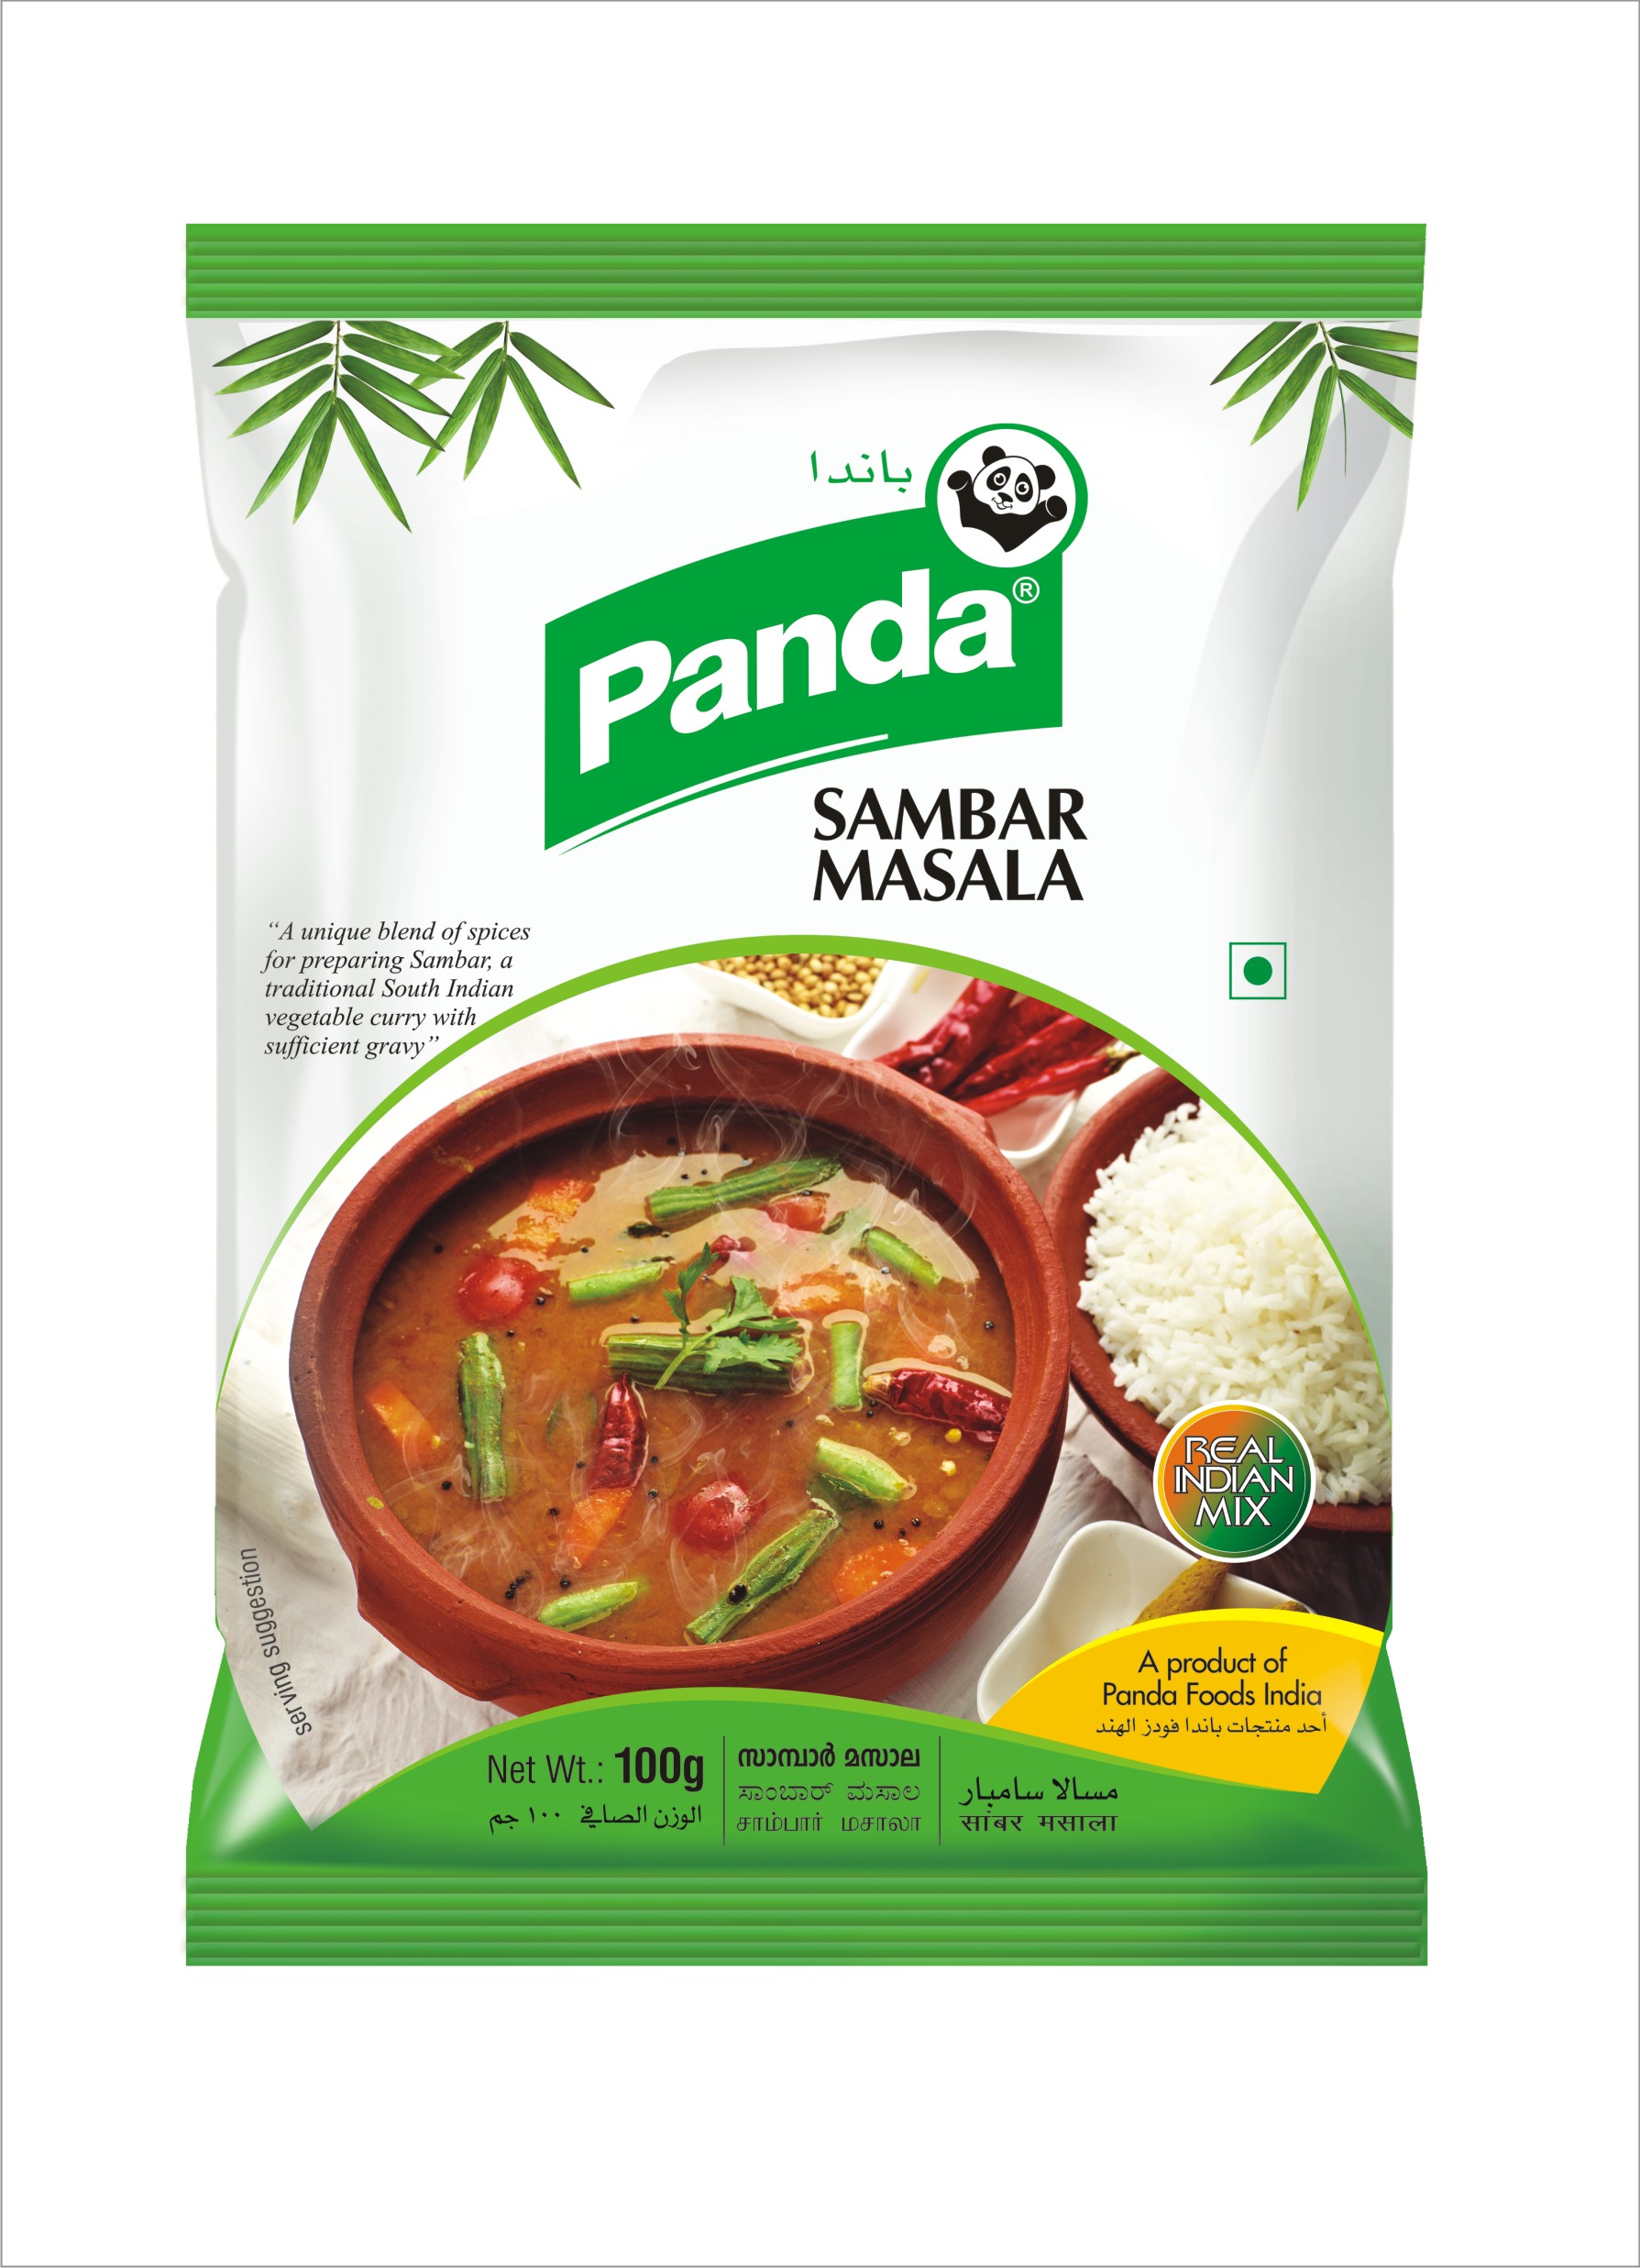 باندا
Panda®
SAMBAR
MASALA
“A unique blend of spices
for preparing Sambar, a
traditional South Indian
vegetable curry with
sufficient gravy”
REAL
INDIAN
MIX
serving suggestion
A product of
Panda Foods India
أحد منتجات باندا فودز الهند
Net Wt.: 100g
الوزن الصافي ١٠٠ جم
സാമ്പാർ മസാല
ಸಾಂಬಾರ್ ಮಸಾಲ
சாம்பார் மசாலா
مسالا سامبار
सांबर मसाला